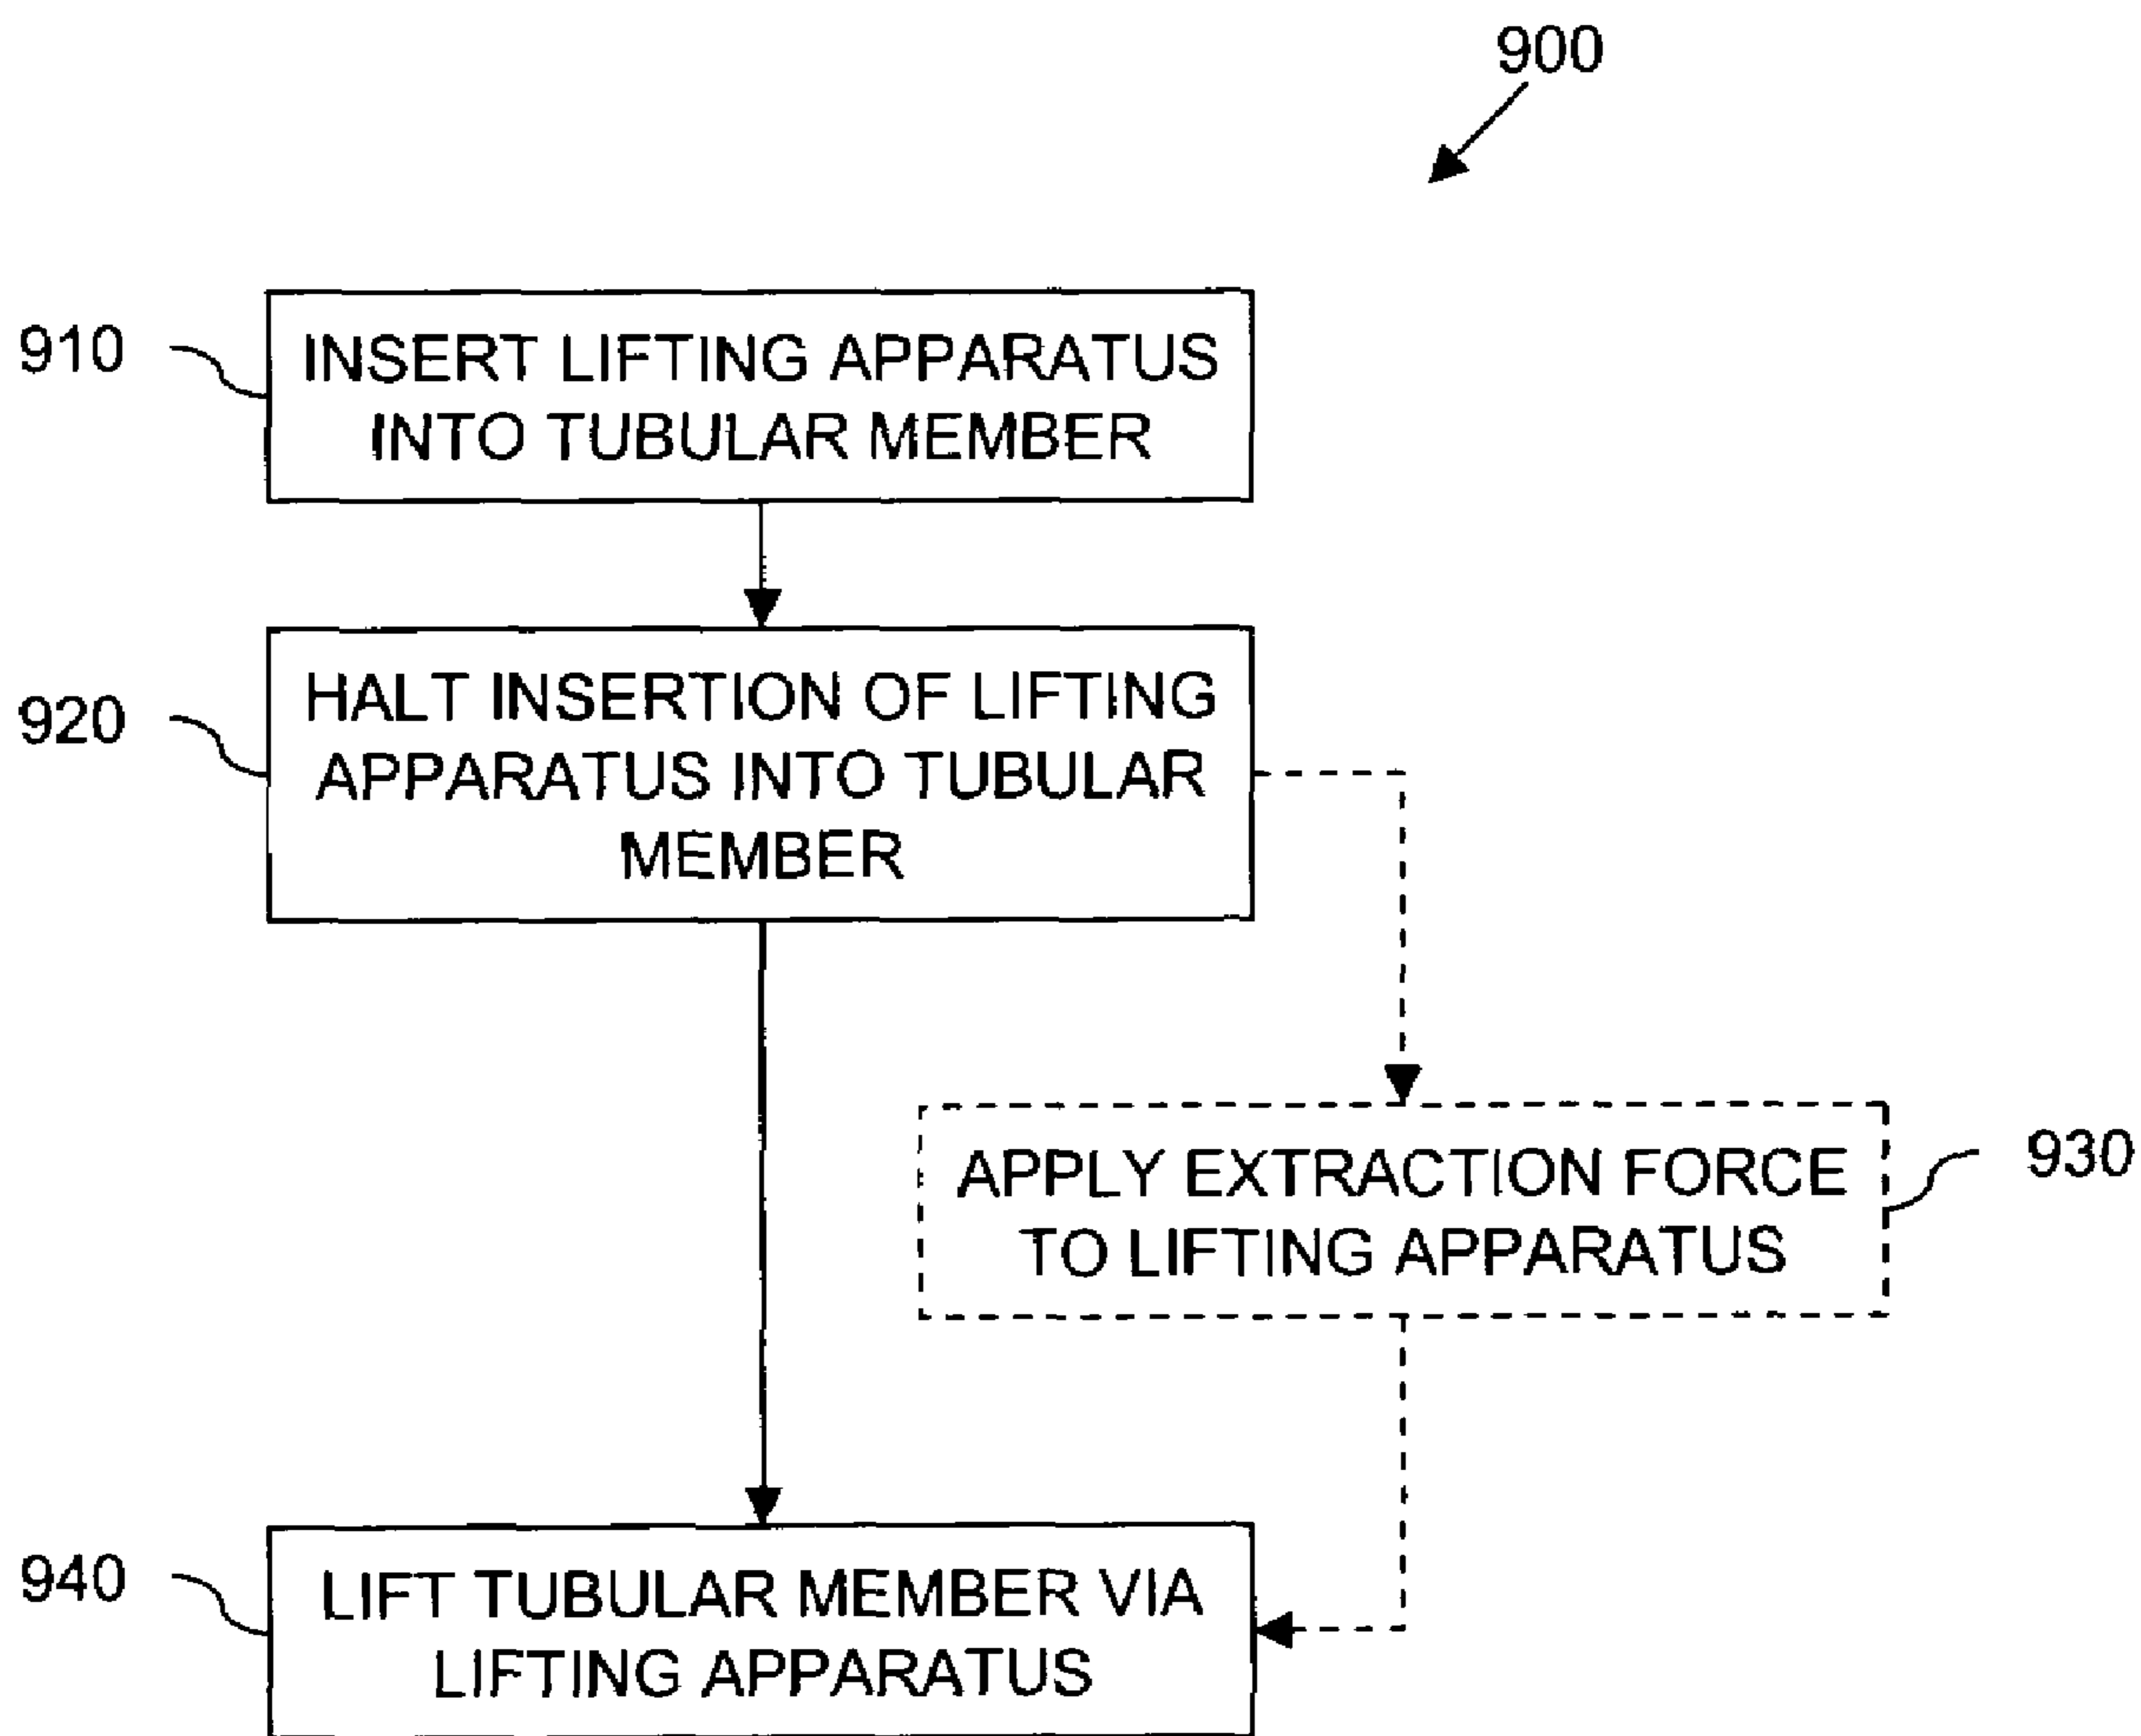 900
910
INSERT LIFTING APPARATUS
INTO TUBULAR MEMBER
920
HALT INSERTION OF LIFTING
APPARATUS INTO TUBULAR
MEMBER
APPLY EXTRACTION FORCE
TO LIFTING APPARATUS
930
940
LIFT TUBULAR MEMBER VIA
LIFTING APPARATUS